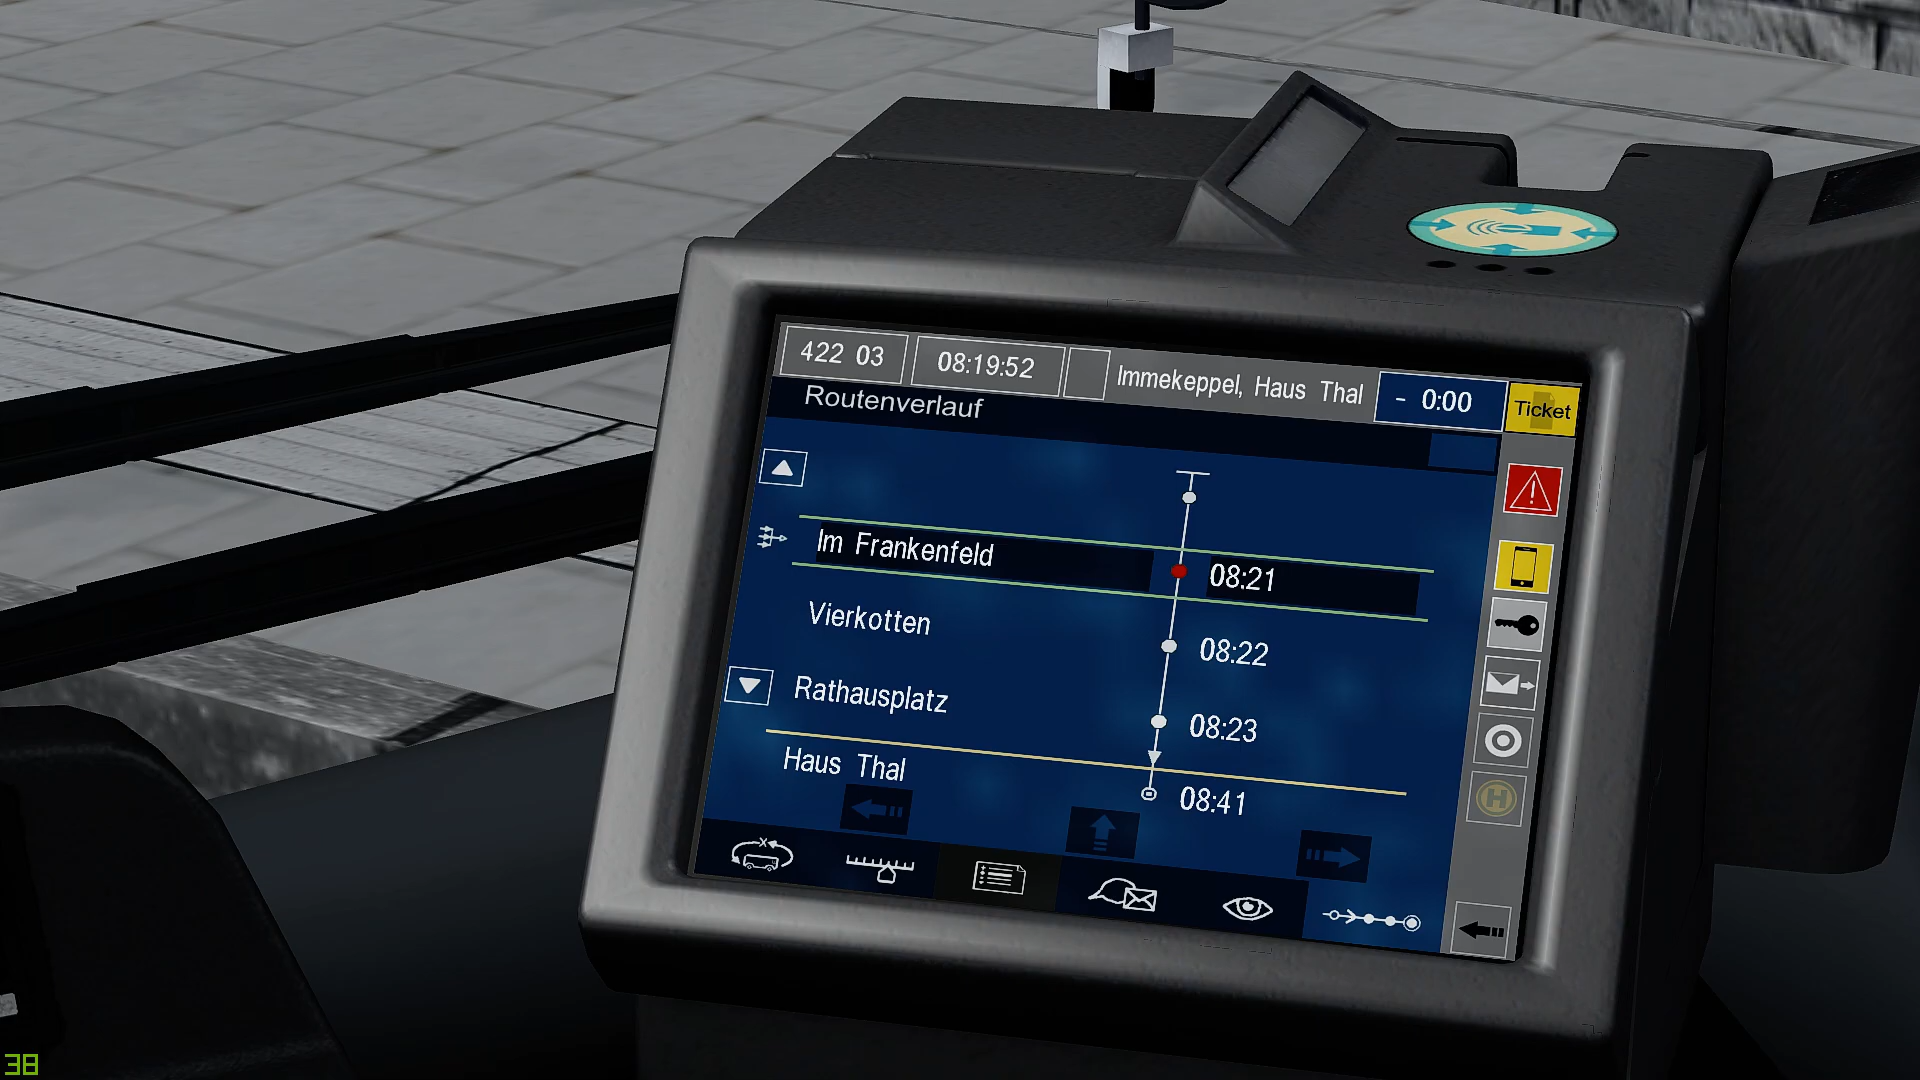 422 03
08:19:52
Immekeppel, Haus Thal
- 0:00
Ticket
Routenverlauf
Im Frankenfeld
08:21
Vierkotten
08:22
Rathausplatz
08:23
Haus Thal
08:41
H
38